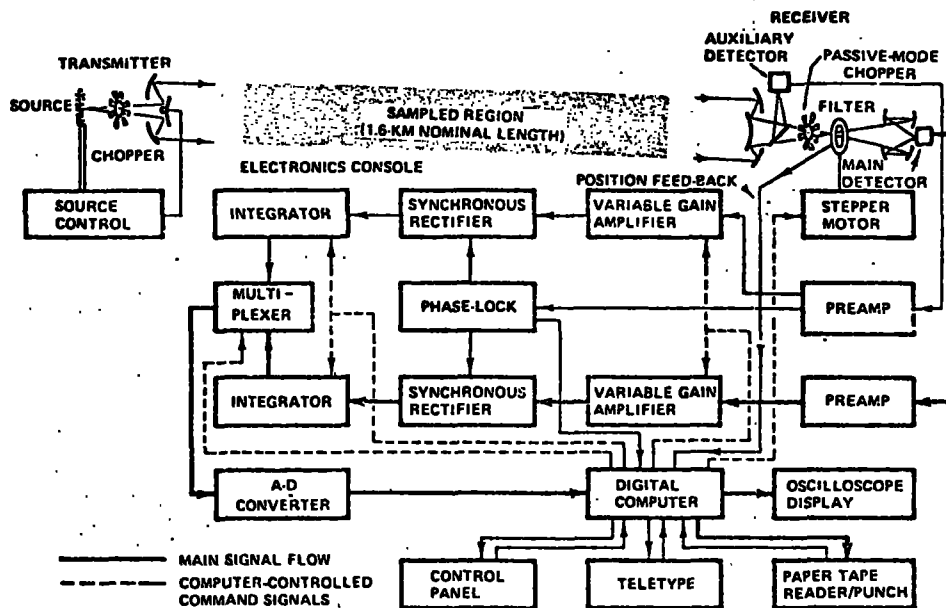 RECEIVER
AUXILIARY
DETECTOR
PASSIVE-MODE
CHOPPER
TRANSMITTER
SOURCE
CHOPPER
FILTER
SAMPLED REGION
(1.6-KM NOMINAL LENGTH)
MAIN
DETECTOR
ELECTRONICS CONSOLE
POSITION FEED-BACK
SOURCE
CONTROL
INTEGRATOR
SYNCHRONOUS
RECTIFIER
VARIABLE GAIN
AMPLIFIER
STEPPER
MOTOR
MULTI-
PLEXER
PHASE-LOCK
PREAMP
INTEGRATOR
SYNCHRONOUS
RECTIFIER
VARIABLE GAIN
AMPLIFIER
PREAMP
A-D
CONVERTER
DIGITAL
COMPUTER
OSCILLOSCOPE
DISPLAY
MAIN SIGNAL FLOW
COMPUTER-CONTROLLED
COMMAND SIGNALS
CONTROL
PANEL
TELETYPE
PAPER TAPE
READER/PUNCH